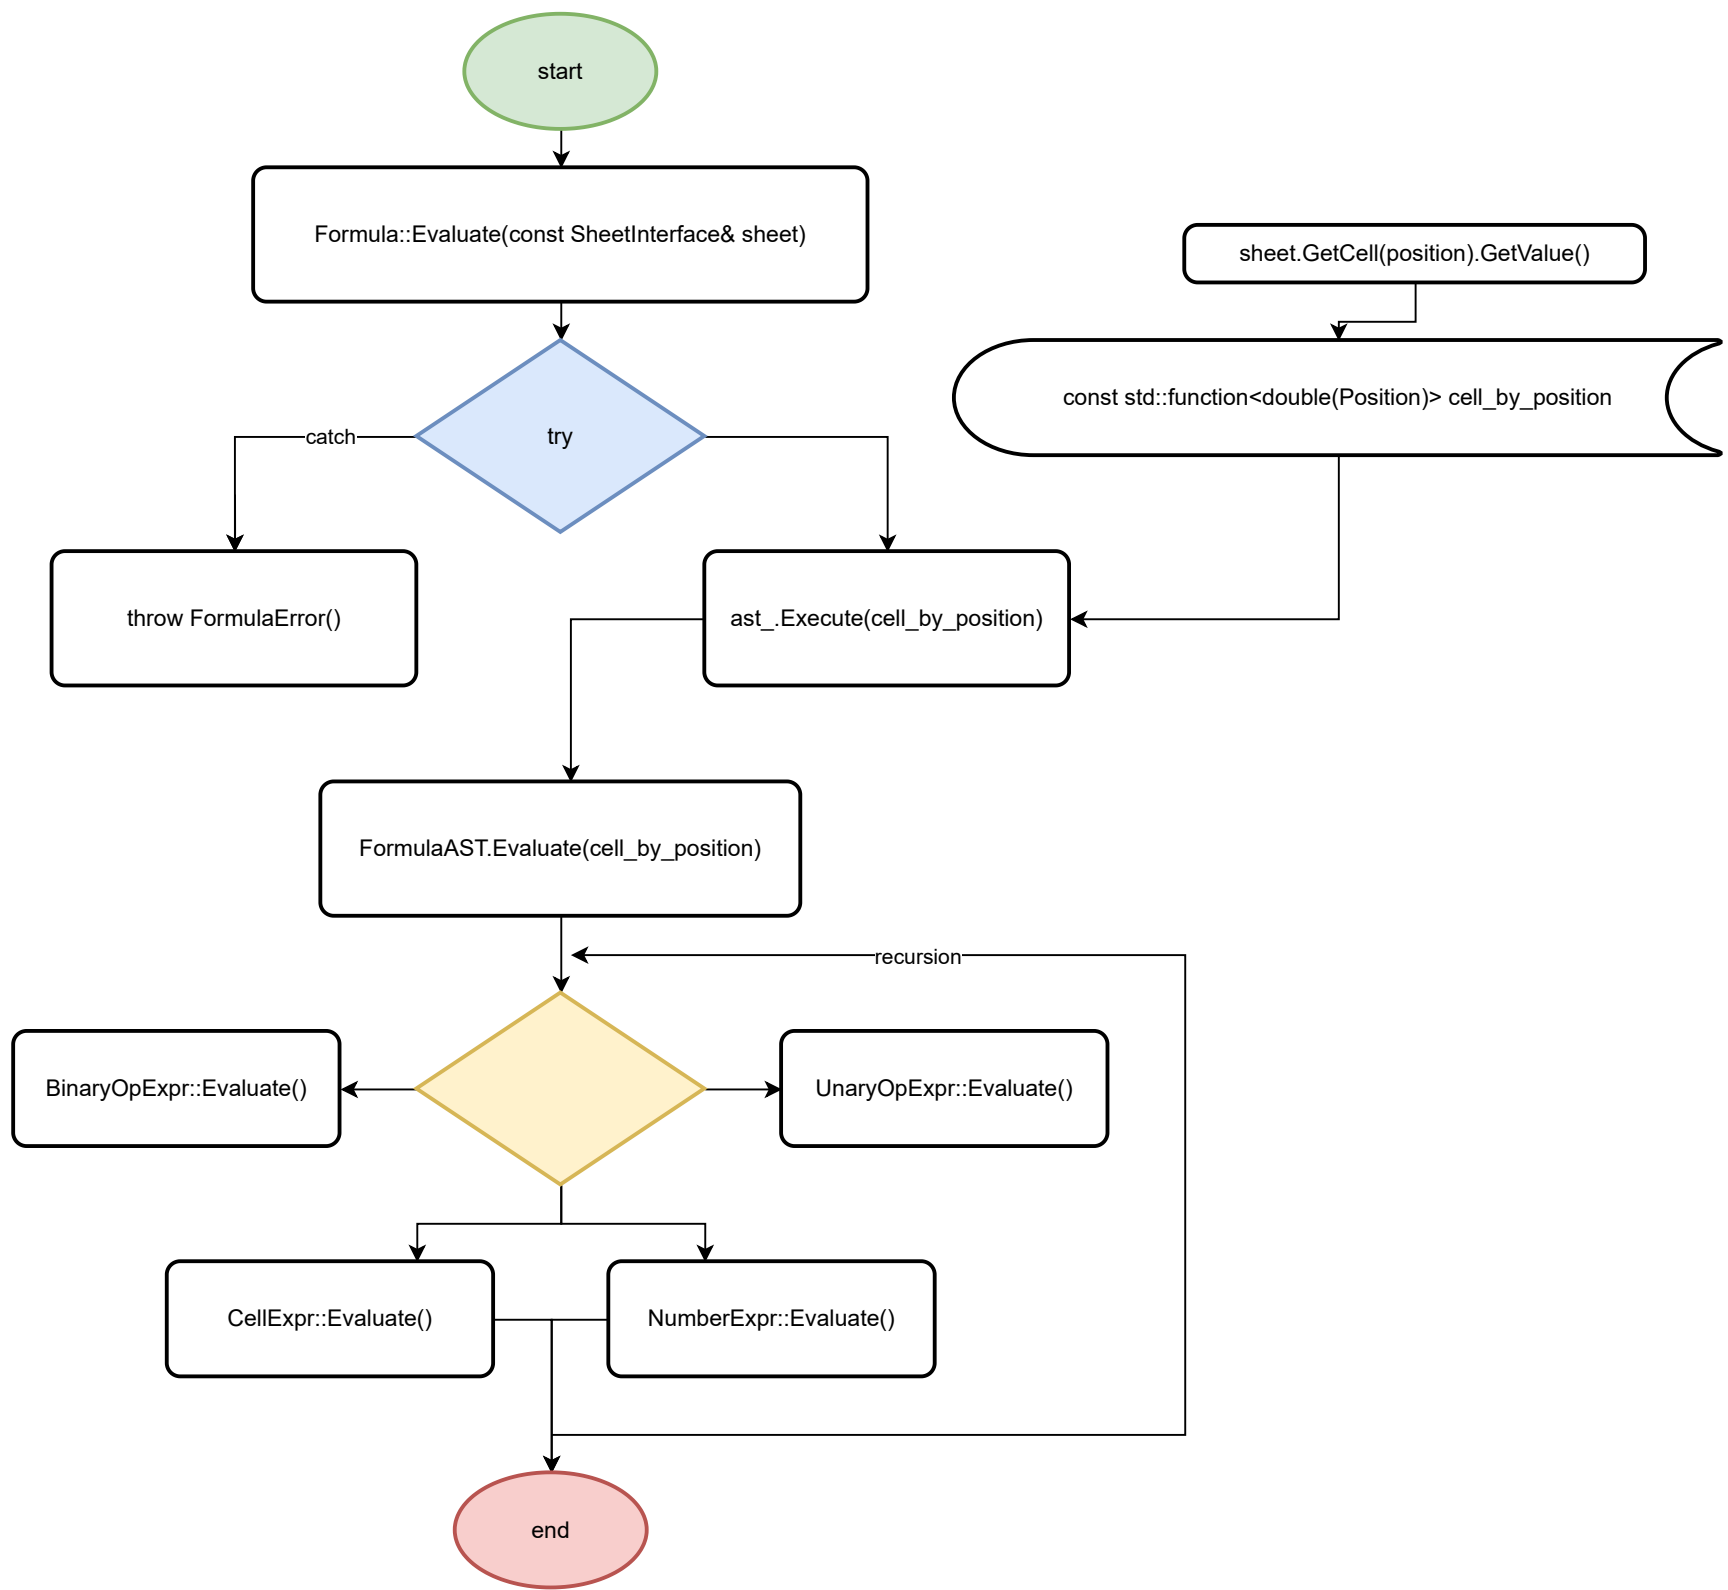 start
Formula::Evaluate(const SheetInterface& sheet)
sheet.GetCell(position).GetValue()
const std::function<double(Position)> cell_by_position
catch
try
throw FormulaError()
ast_.Execute(cell_by_position)
FormulaAST.Evaluate(cell_by_position)
recursion
BinaryOpExpr::Evaluate()
UnaryOpExpr::Evaluate()
CellExpr::Evaluate()
NumberExpr::Evaluate()
end